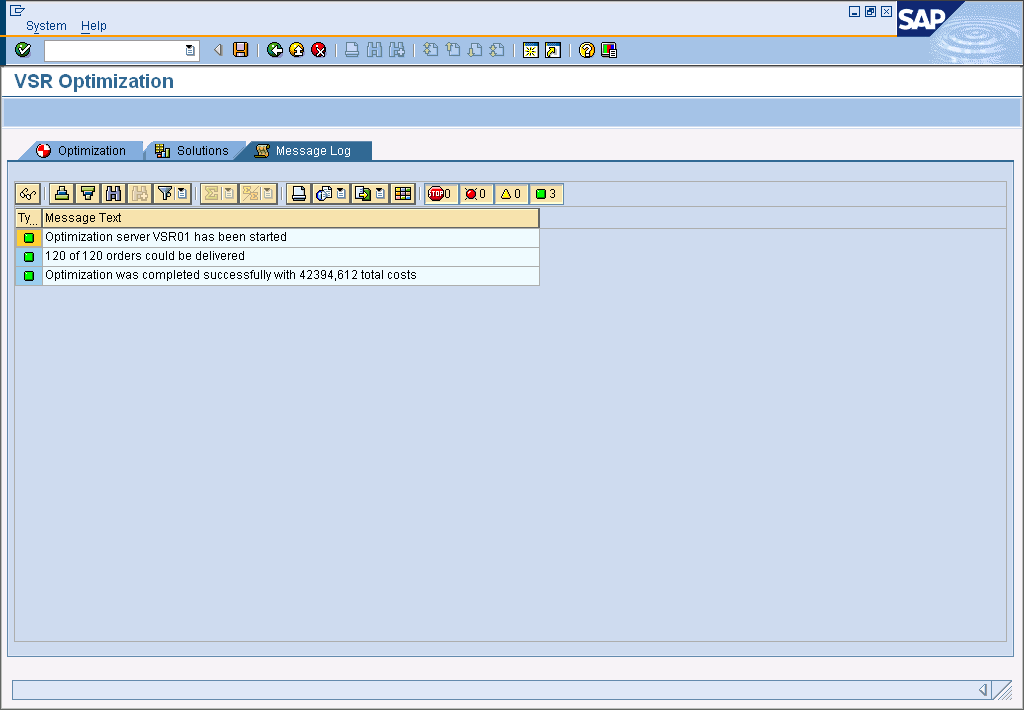 System Help
SAP
VSR Optimization
Optimization Solutions Message Log
STOP 0 0 0 3
Ty... Message Text
Optimization server VSR01 has been started
120 of 120 orders could be delivered
Optimization was completed successfully with 42394,612 total costs